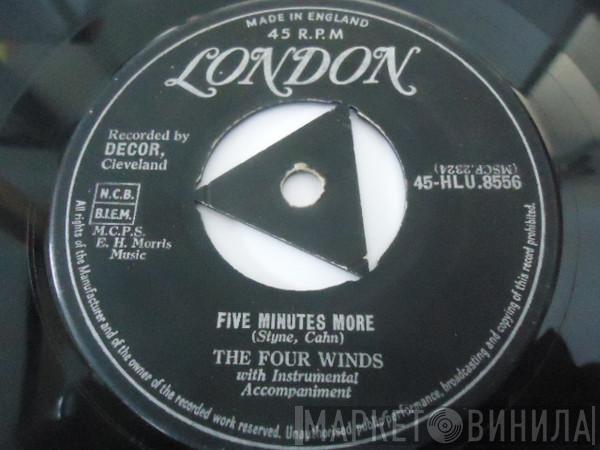 MADE IN ENGLAND
45 R.P.M
LONDON
Recorded by
DECOR,
Cleveland
(MSCP.2324)
45-HLU.8556
N.C.B.
B.I.E.M.
M.C.P.S.
E. H. Morris
Music
FIVE MINUTES MORE
(Styne, Cahn)
THE FOUR WINDS
with Instrumental
Accompaniment
All rights of the Manufacturer and of the owner of the recorded work reserved. Unauthorised public performance, broadcasting and copying of this record prohibited.
МАРКЕТ ВИНИЛА